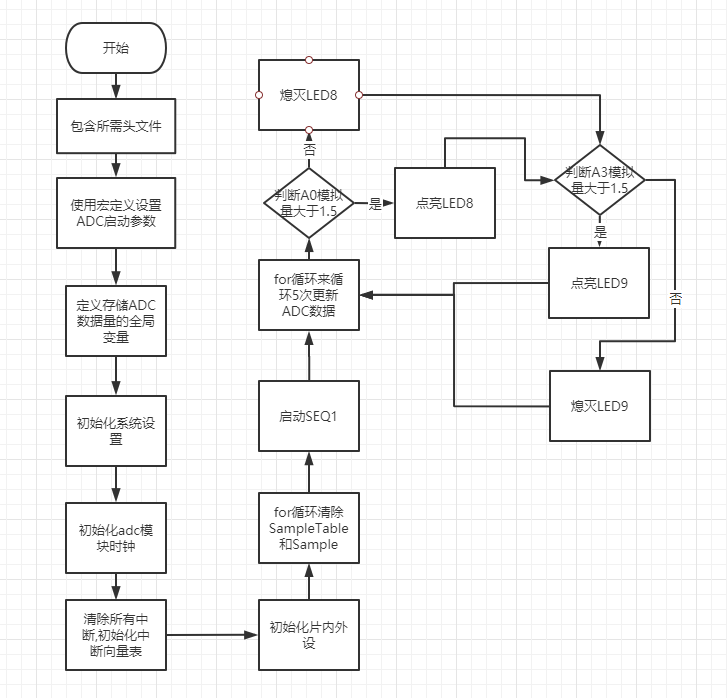 开始
包含所需头文件
使用宏定义设置
ADC启动参数
定义存储ADC
数据量的全局
变量
初始化系统设
置
初始化adc模
块时钟
清除所有中
断,初始化中
断向量表
初始化片内外
设
for循环清除
SampleTable
和Sample
启动SEQ1
for循环来循
环5次更新
ADC数据
判断A0模拟
量大于1.5
否
熄灭LED8
是
点亮LED8
判断A3模拟
量大于1.5
是
点亮LED9
否
熄灭LED9